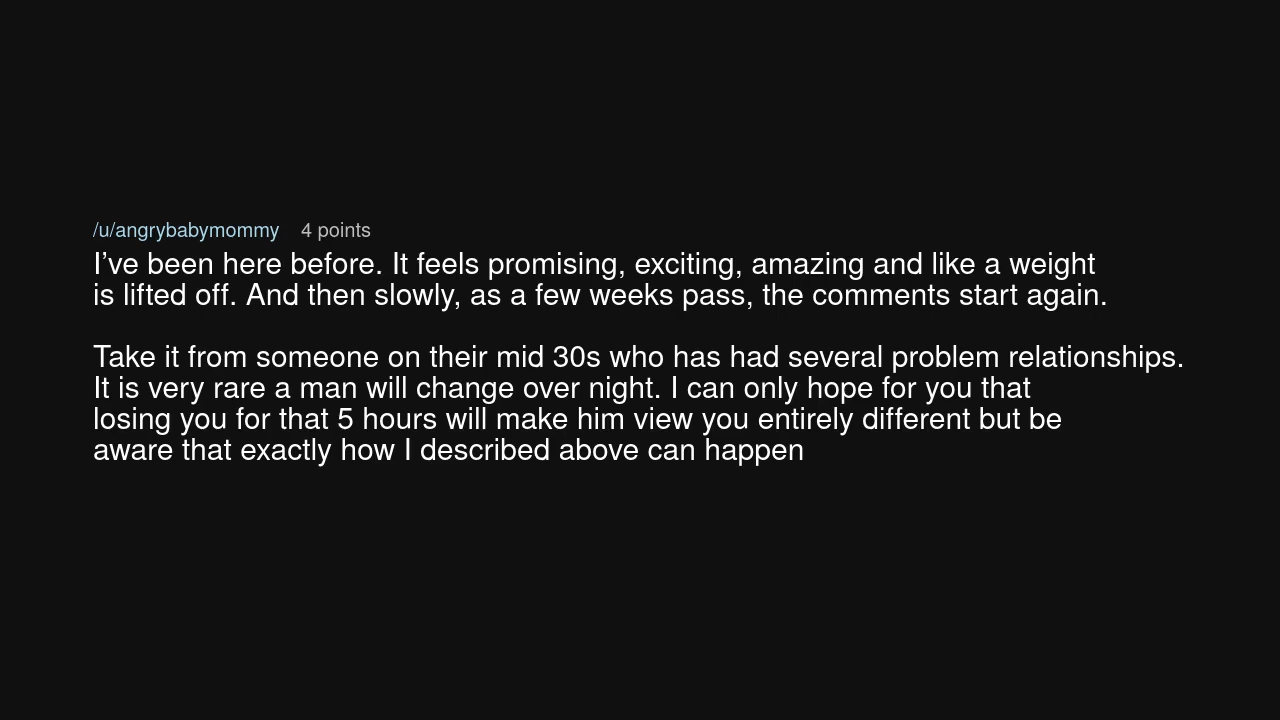 /u/angrybabymommy 4 points
I’ve been here before. It feels promising, exciting, amazing and like a weight
is lifted off. And then slowly, as a few weeks pass, the comments start again.
Take it from someone on their mid 30s who has had several problem relationships.
It is very rare a man will change over night. I can only hope for you that
losing you for that 5 hours will make him view you entirely different but be
aware that exactly how I described above can happen